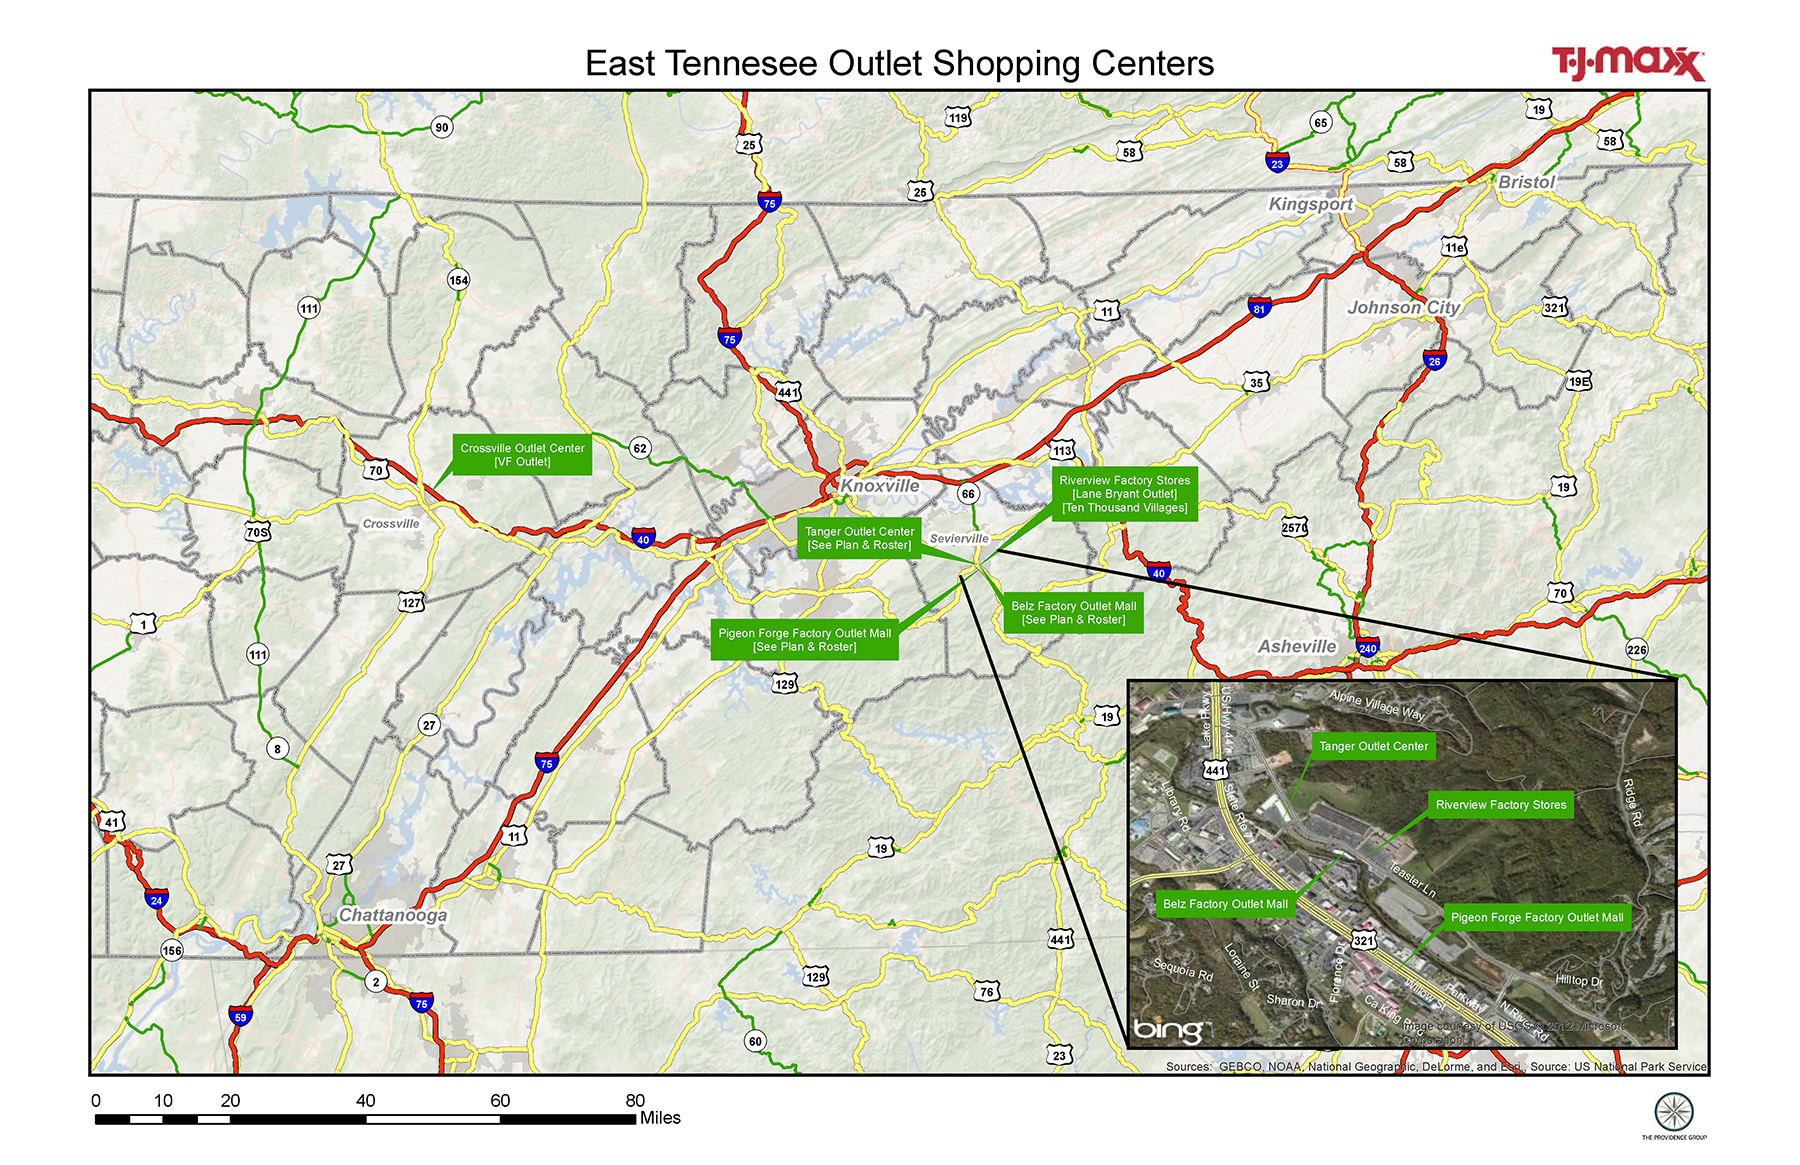 East Tennesee Outlet Shopping Centers
T·J·maxx
90
25
119
58
65
23
58
19
58
25
75
Bristol
Kingsport
11e
154
111
11
81
Johnson City
321
75
26
441
35
19E
Crossville Outlet Center
[VF Outlet]
62
113
70
Knoxville
66
Riverview Factory Stores
[Lane Bryant Outlet]
[Ten Thousand Villages]
19
Crossville
70S
40
Tanger Outlet Center
[See Plan & Roster]
Sevierville
2570
40
127
1
Belz Factory Outlet Mall
[See Plan & Roster]
70
Pigeon Forge Factory Outlet Mall
[See Plan & Roster]
111
Asheville
240
226
129
19
27
8
75
41
11
27
19
24
Chattanooga
156
441
2
129
76
75
59
60
23
Alpine Village Way
Lake Pkwy
US Hwy 441
Tanger Outlet Center
441
Library Rd
State Rte 71
Riverview Factory Stores
Ridge Rd
Teaster Ln
Belz Factory Outlet Mall
Pigeon Forge Factory Outlet Mall
321
Sequoia Rd
Loraine St
Florence Dr
Sharon Dr
Hilltop Dr
Willow St
Parkway
N River Rd
Ca King Rd
bing™
Image courtesy of USGS © 2012 Microsoft
Corporation
Sources: GEBCO, NOAA, National Geographic, DeLorme, and Esri., Source: US National Park Service
0 10 20 40 60 80
Miles
THE PROVIDENCE GROUP